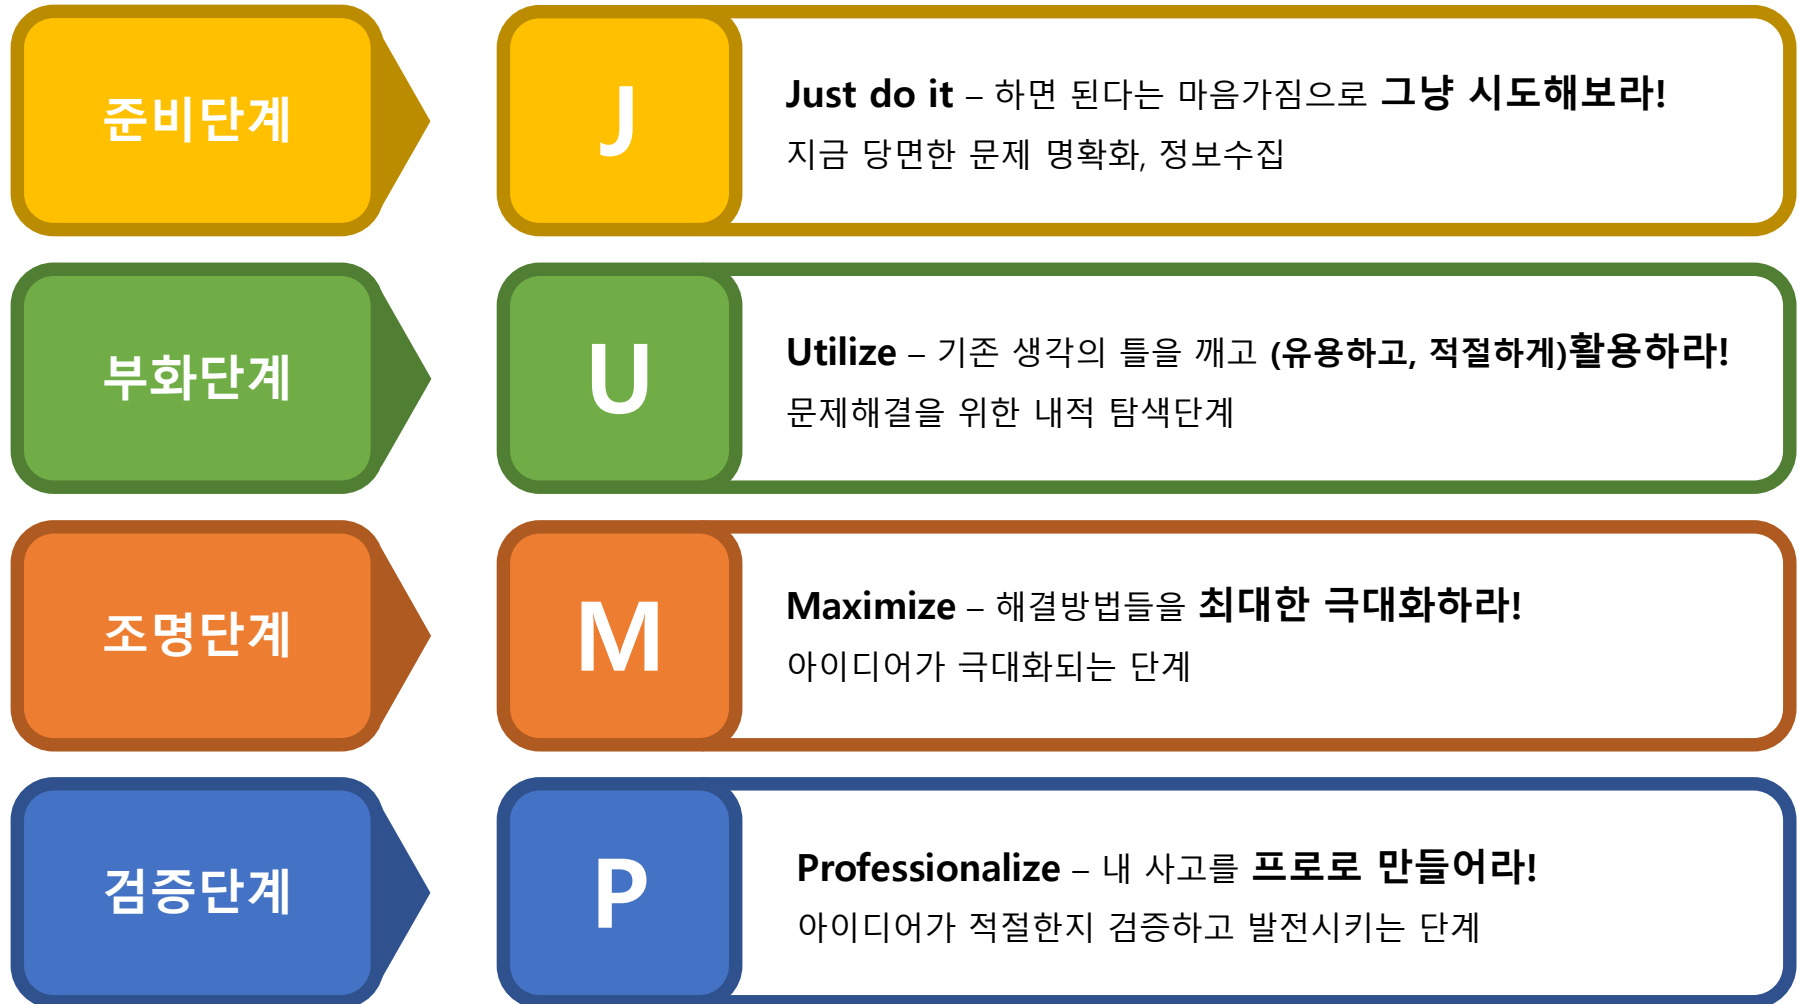 준비단계
J
Just do it – 하면 된다는 마음가짐으로 그냥 시도해보라!
지금 당면한 문제 명확화, 정보수집
부화단계
U
Utilize – 기존 생각의 틀을 깨고 (유용하고, 적절하게)활용하라!
문제해결을 위한 내적 탐색단계
조명단계
M
Maximize – 해결방법들을 최대한 극대화하라!
아이디어가 극대화되는 단계
검증단계
P
Professionalize – 내 사고를 프로로 만들어라!
아이디어가 적절한지 검증하고 발전시키는 단계